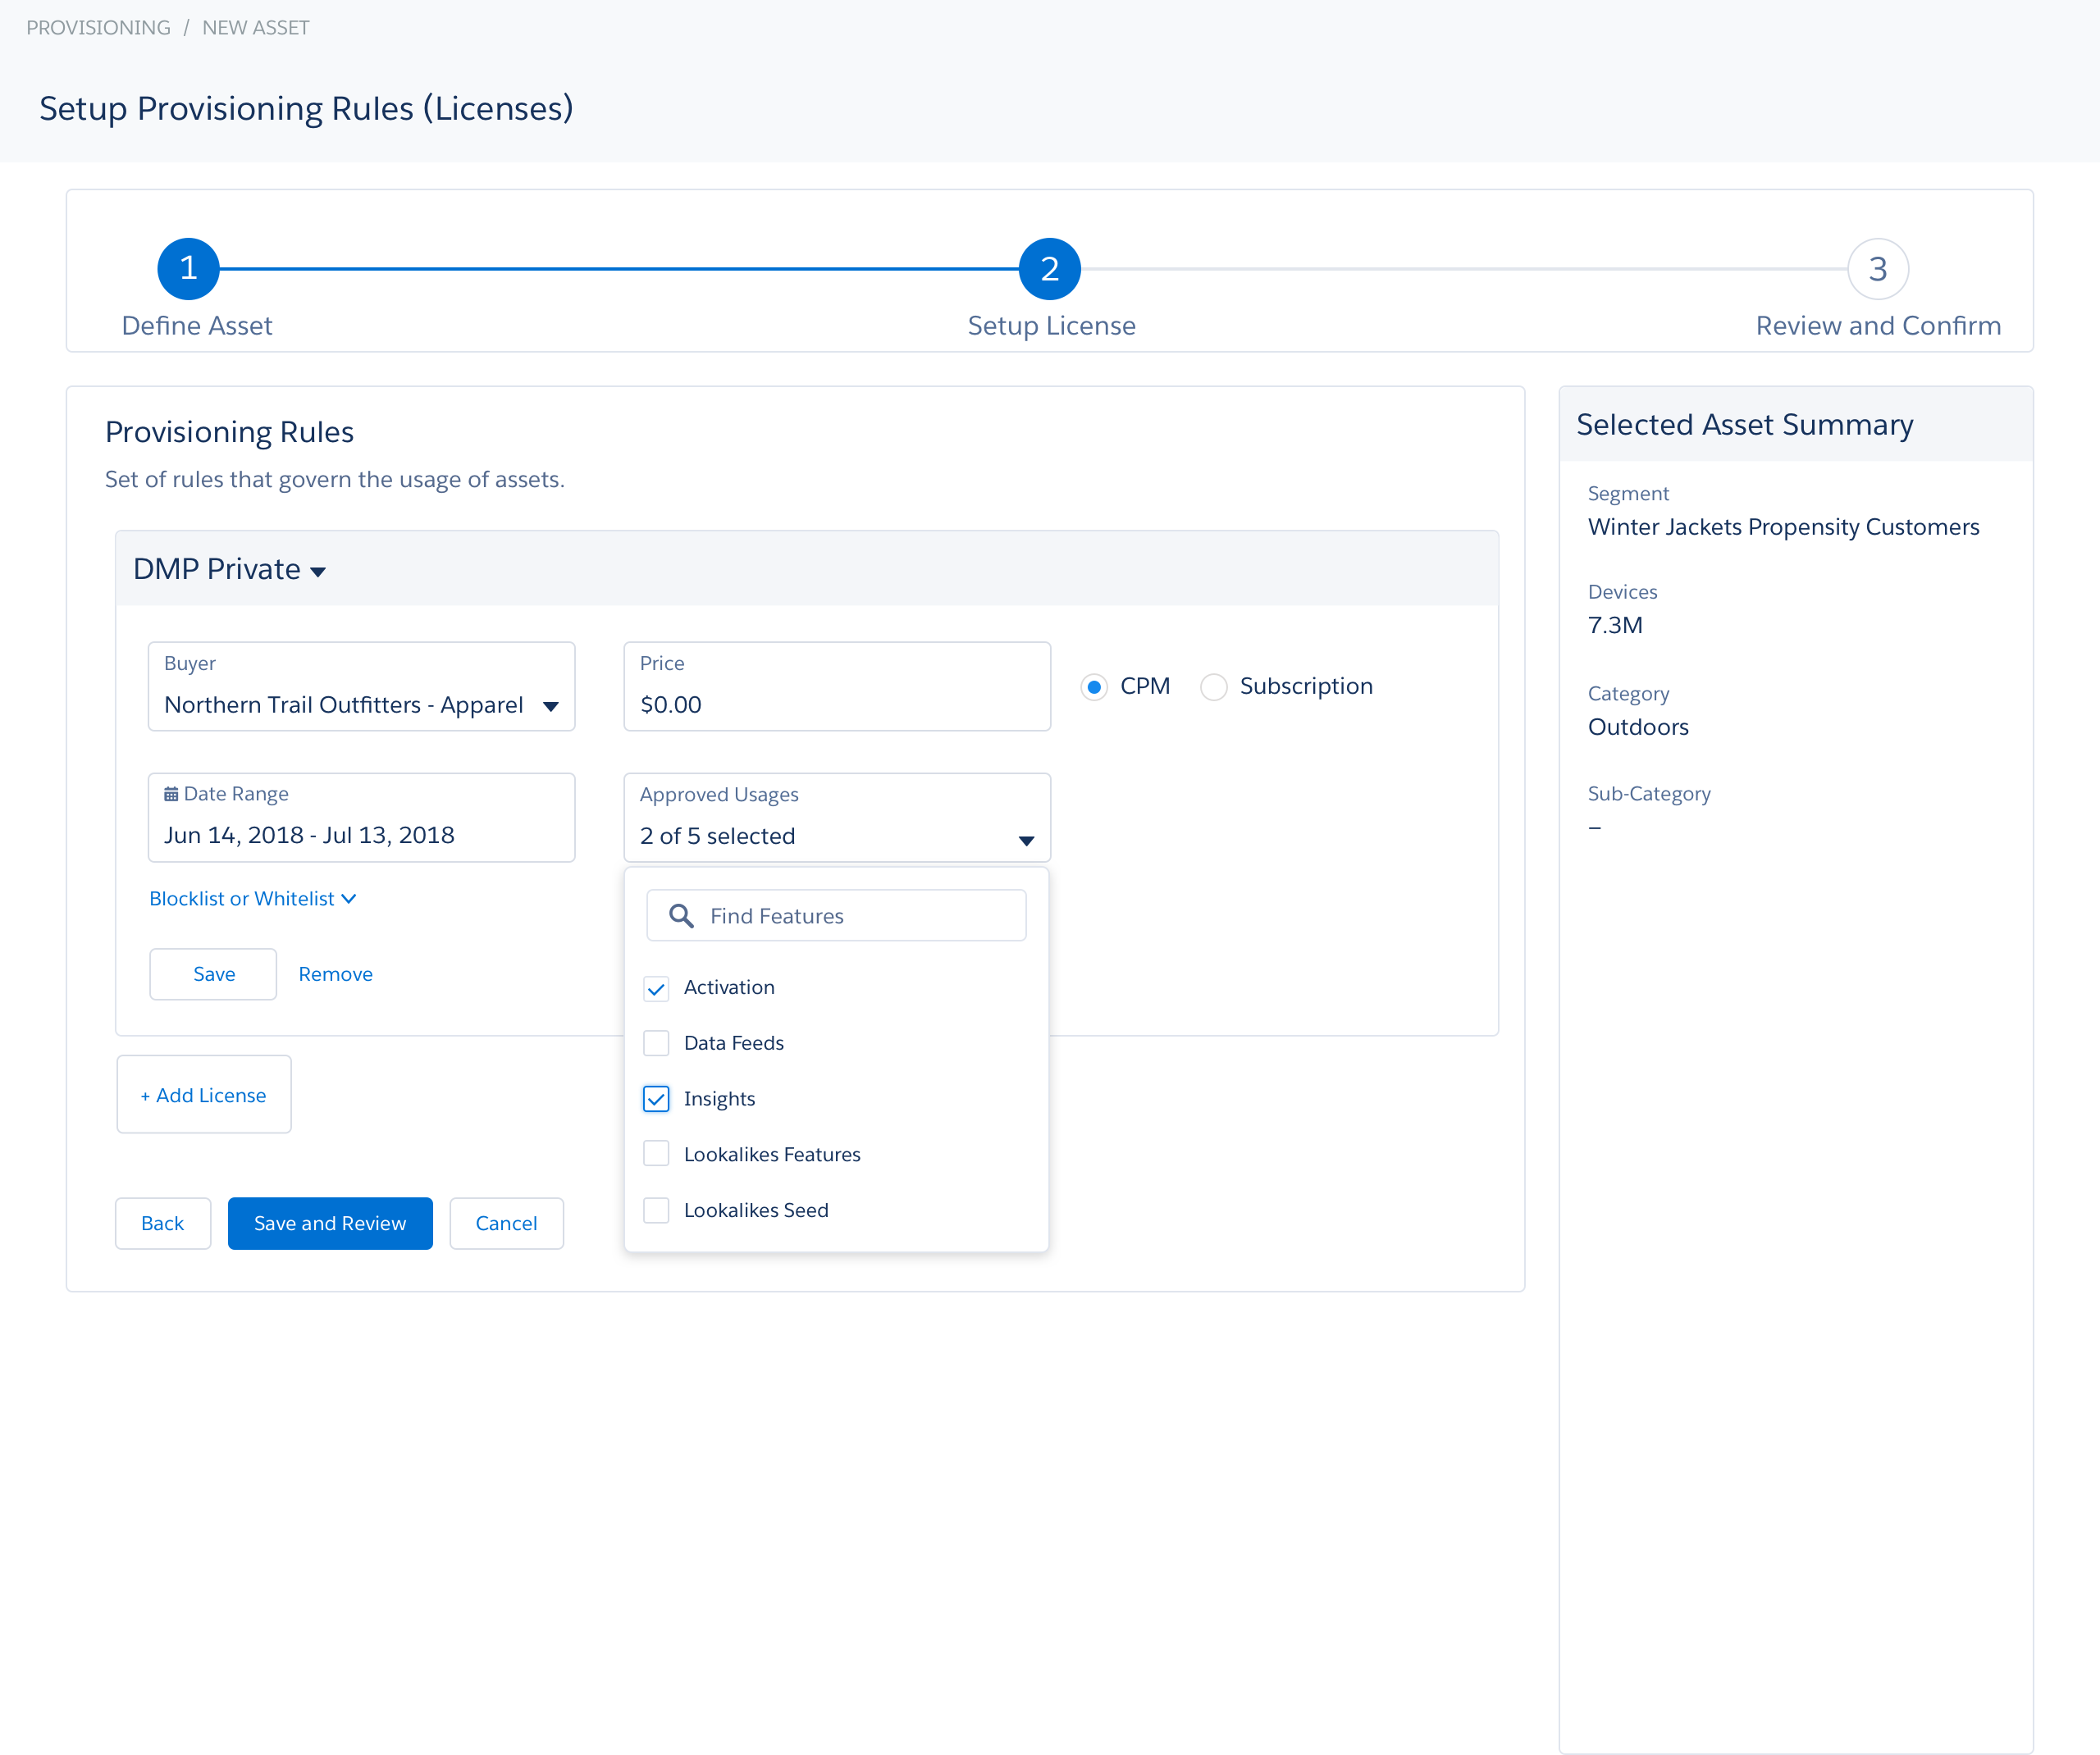 PROVISIONING / NEW ASSET
Setup Provisioning Rules (Licenses)
1
2
3
Define Asset
Setup License
Review and Confirm
Provisioning Rules
Set of rules that govern the usage of assets.
DMP Private
Buyer
Northern Trail Outfitters - Apparel
Price
$0.00
CPM
Subscription
Date Range
Jun 14, 2018 - Jul 13, 2018
Approved Usages
2 of 5 selected
Blocklist or Whitelist
Save
Remove
Find Features
Activation
Data Feeds
Insights
Lookalikes Features
Lookalikes Seed
+ Add License
Back
Save and Review
Cancel
Selected Asset Summary
Segment
Winter Jackets Propensity Customers
Devices
7.3M
Category
Outdoors
Sub-Category
–